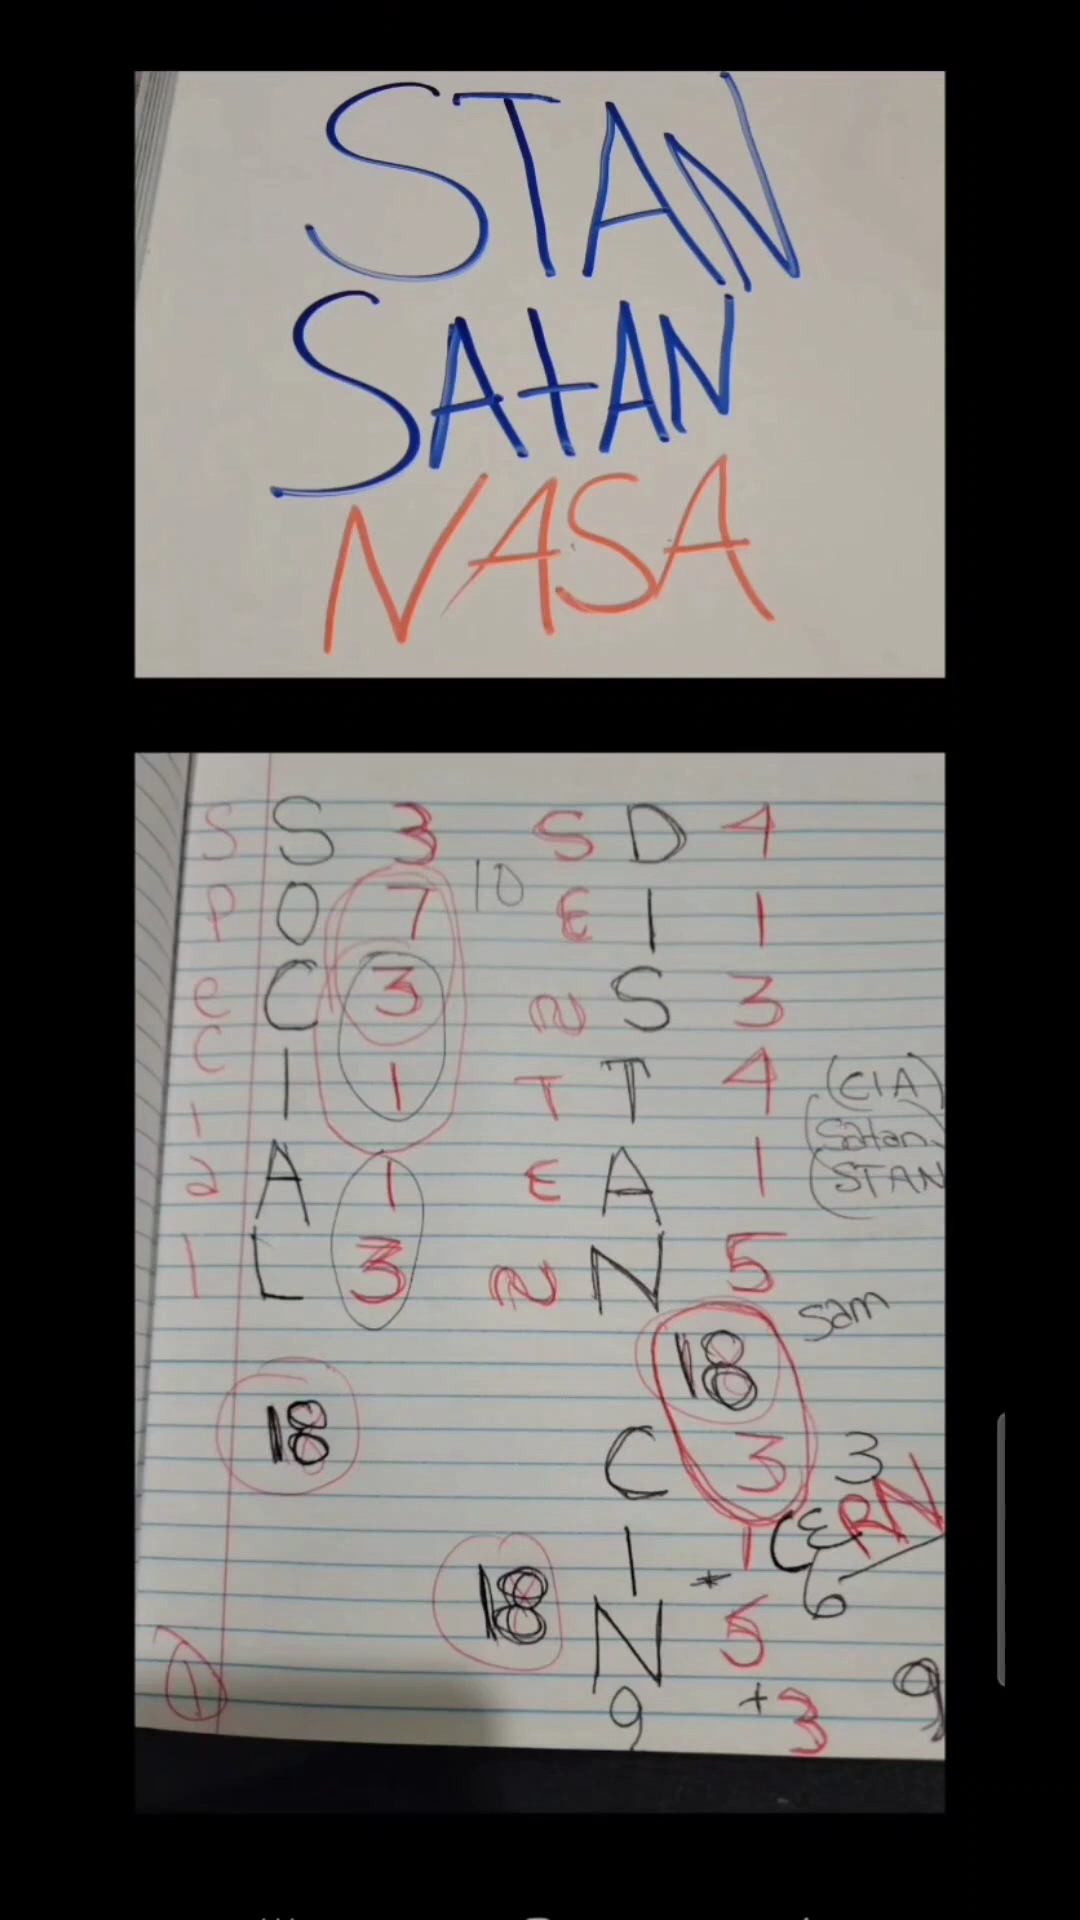 STAN
SAtAN
NASA
S S 3 S D 4
P O 7 10 E I 1
e C 3 N S 3
C I 1 T T 4 (CIA)
i A 1 E A 1 (Satan)
a L 3 N N 5 (STAN
l
18 Sam
18 C 3 3
I 1 CERN
* 6
18 N 5
1 9 + 3 9